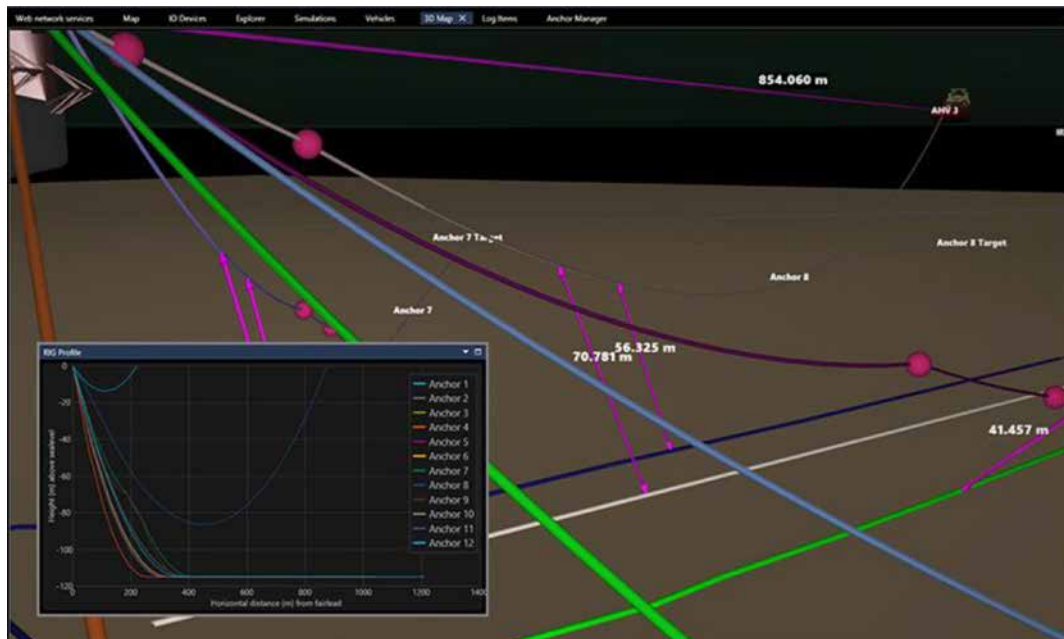 Web network services Map IO Devices Explorer Simulations Vehicles 3D Map Log Items Anchor Manager
854.060 m
AHV 3
Anchor 7 Target
Anchor 8 Target
Anchor 8
Anchor 7
56.325 m
70.781 m
41.457 m
RIG Profile
Height (m) above sealevel
0
-20
-40
-60
-80
-100
-120
Anchor 1
Anchor 2
Anchor 3
Anchor 4
Anchor 5
Anchor 6
Anchor 7
Anchor 8
Anchor 9
Anchor 10
Anchor 11
Anchor 12
0 200 400 600 800 1000 1200 1400
Horizontal distance (m) from fairlead